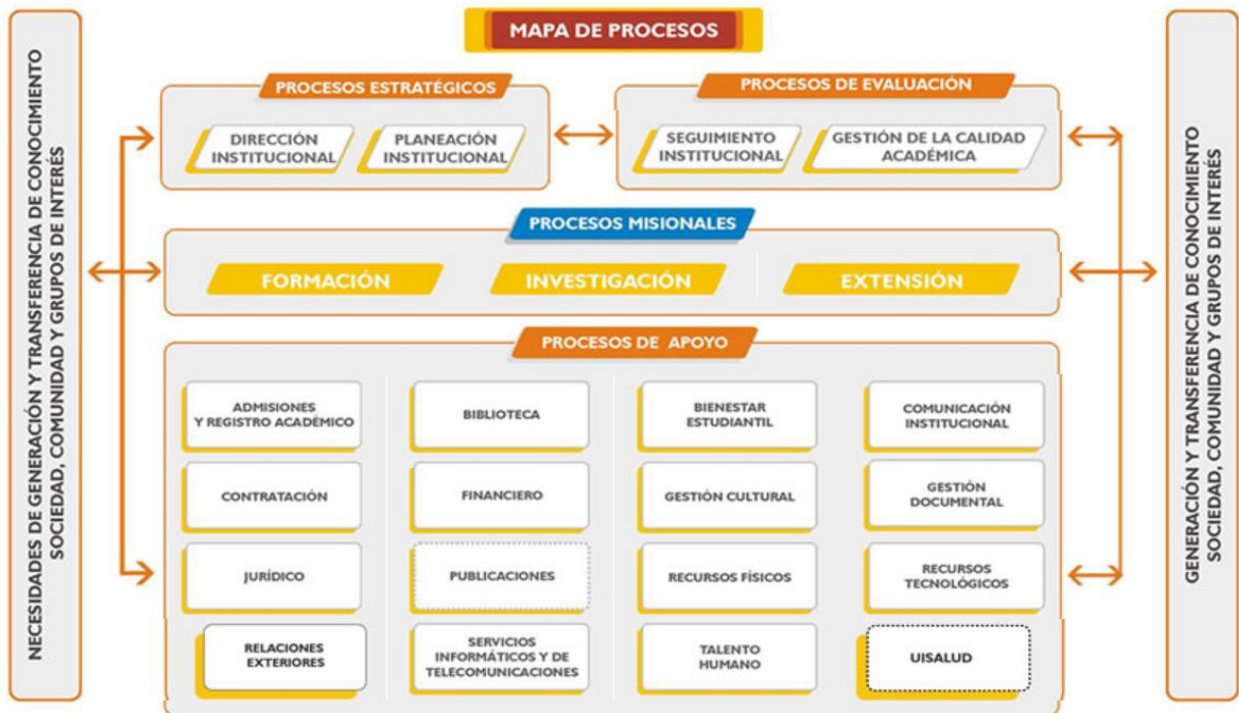 MAPA DE PROCESOS
NECESIDADES DE GENERACIÓN Y TRANSFERENCIA DE CONOCIMIENTO
SOCIEDAD, COMUNIDAD Y GRUPOS DE INTERÉS
PROCESOS ESTRATÉGICOS
DIRECCIÓN
INSTITUCIONAL
PLANEACIÓN
INSTITUCIONAL
PROCESOS DE EVALUACIÓN
SEGUIMIENTO
INSTITUCIONAL
GESTIÓN DE LA CALIDAD
ACADÉMICA
PROCESOS MISIONALES
FORMACIÓN
INVESTIGACIÓN
EXTENSIÓN
PROCESOS DE APOYO
ADMISIONES
Y REGISTRO ACADÉMICO
BIBLIOTECA
BIENESTAR
ESTUDIANTIL
COMUNICACIÓN
INSTITUCIONAL
CONTRATACIÓN
FINANCIERO
GESTIÓN CULTURAL
GESTIÓN
DOCUMENTAL
JURÍDICO
PUBLICACIONES
RECURSOS FÍSICOS
RECURSOS
TECNOLÓGICOS
RELACIONES
EXTERIORES
SERVICIOS
INFORMÁTICOS Y DE
TELECOMUNICACIONES
TALENTO
HUMANO
UISALUD
GENERACIÓN Y TRANSFERENCIA DE CONOCIMIENTO
SOCIEDAD, COMUNIDAD Y GRUPOS DE INTERÉS